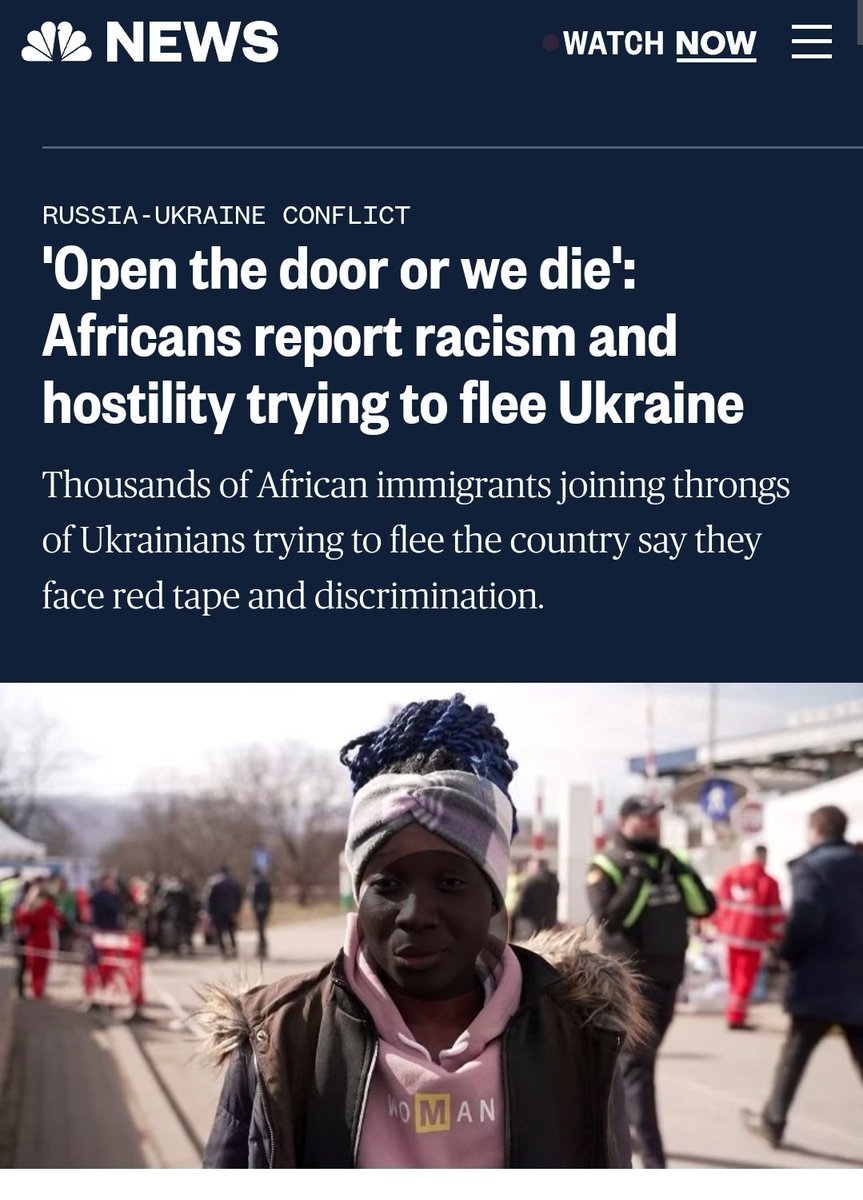 NEWS WATCH NOW
RUSSIA-UKRAINE CONFLICT
'Open the door or we die':
Africans report racism and
hostility trying to flee Ukraine
Thousands of African immigrants joining throngs
of Ukrainians trying to flee the country say they
face red tape and discrimination.
WOMAN